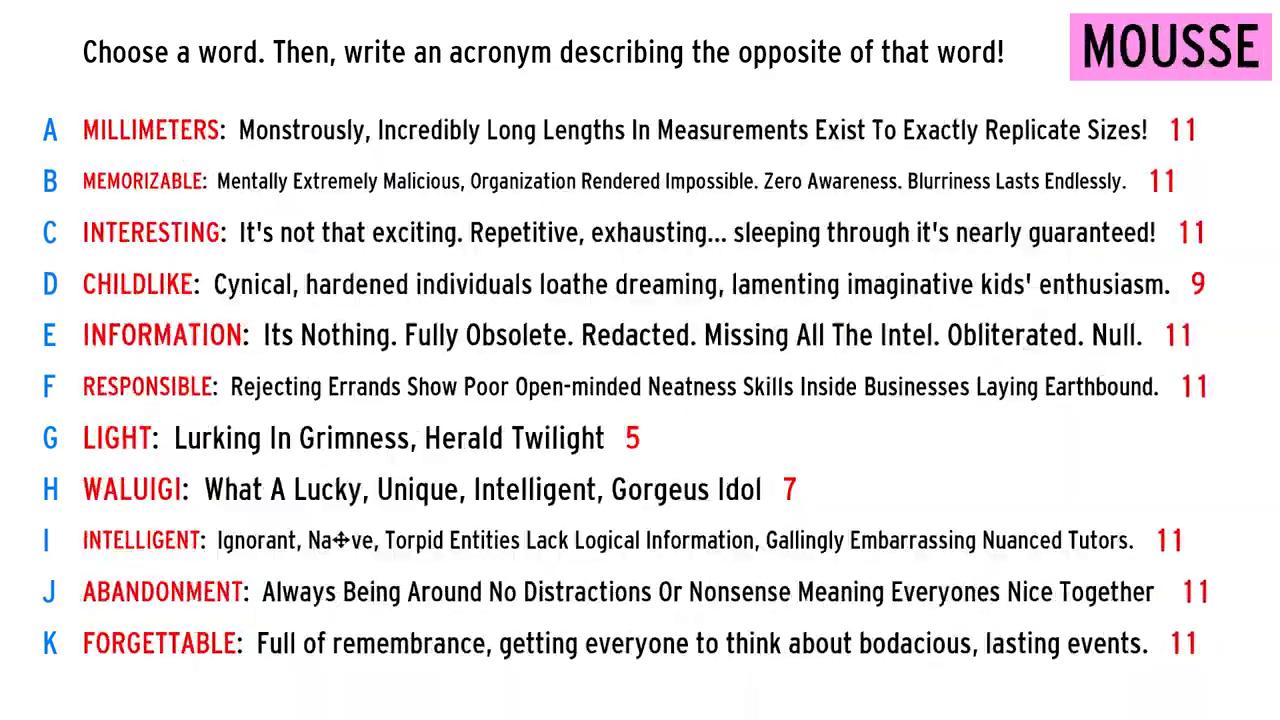 Choose a word. Then, write an acronym describing the opposite of that word!
MOUSSE
A MILLIMETERS: Monstrously, Incredibly Long Lengths In Measurements Exist To Exactly Replicate Sizes! 11
B MEMORIZABLE: Mentally Extremely Malicious, Organization Rendered Impossible. Zero Awareness. Blurriness Lasts Endlessly. 11
C INTERESTING: It's not that exciting. Repetitive, exhausting... sleeping through it's nearly guaranteed! 11
D CHILDLIKE: Cynical, hardened individuals loathe dreaming, lamenting imaginative kids' enthusiasm. 9
E INFORMATION: Its Nothing. Fully Obsolete. Redacted. Missing All The Intel. Obliterated. Null. 11
F RESPONSIBLE: Rejecting Errands Show Poor Open-minded Neatness Skills Inside Businesses Laying Earthbound. 11
G LIGHT: Lurking In Grimness, Herald Twilight 5
H WALUIGI: What A Lucky, Unique, Intelligent, Gorgeus Idol 7
I INTELLIGENT: Ignorant, Na✣ve, Torpid Entities Lack Logical Information, Gallingly Embarrassing Nuanced Tutors. 11
J ABANDONMENT: Always Being Around No Distractions Or Nonsense Meaning Everyones Nice Together 11
K FORGETTABLE: Full of remembrance, getting everyone to think about bodacious, lasting events. 11